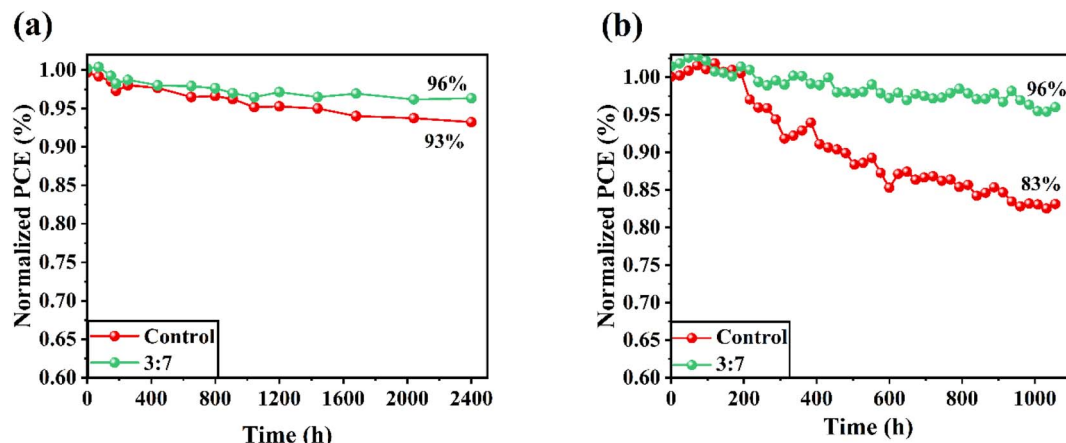 (a)
Normalized PCE (%)
1.00
0.95
0.90
0.85
0.80
0.75
0.70
0.65
0.60
96%
93%
Control
3:7
0 400 800 1200 1600 2000 2400
Time (h)
(b)
Normalized PCE (%)
1.00
0.95
0.90
0.85
0.80
0.75
0.70
0.65
0.60
96%
83%
Control
3:7
0 200 400 600 800 1000
Time (h)